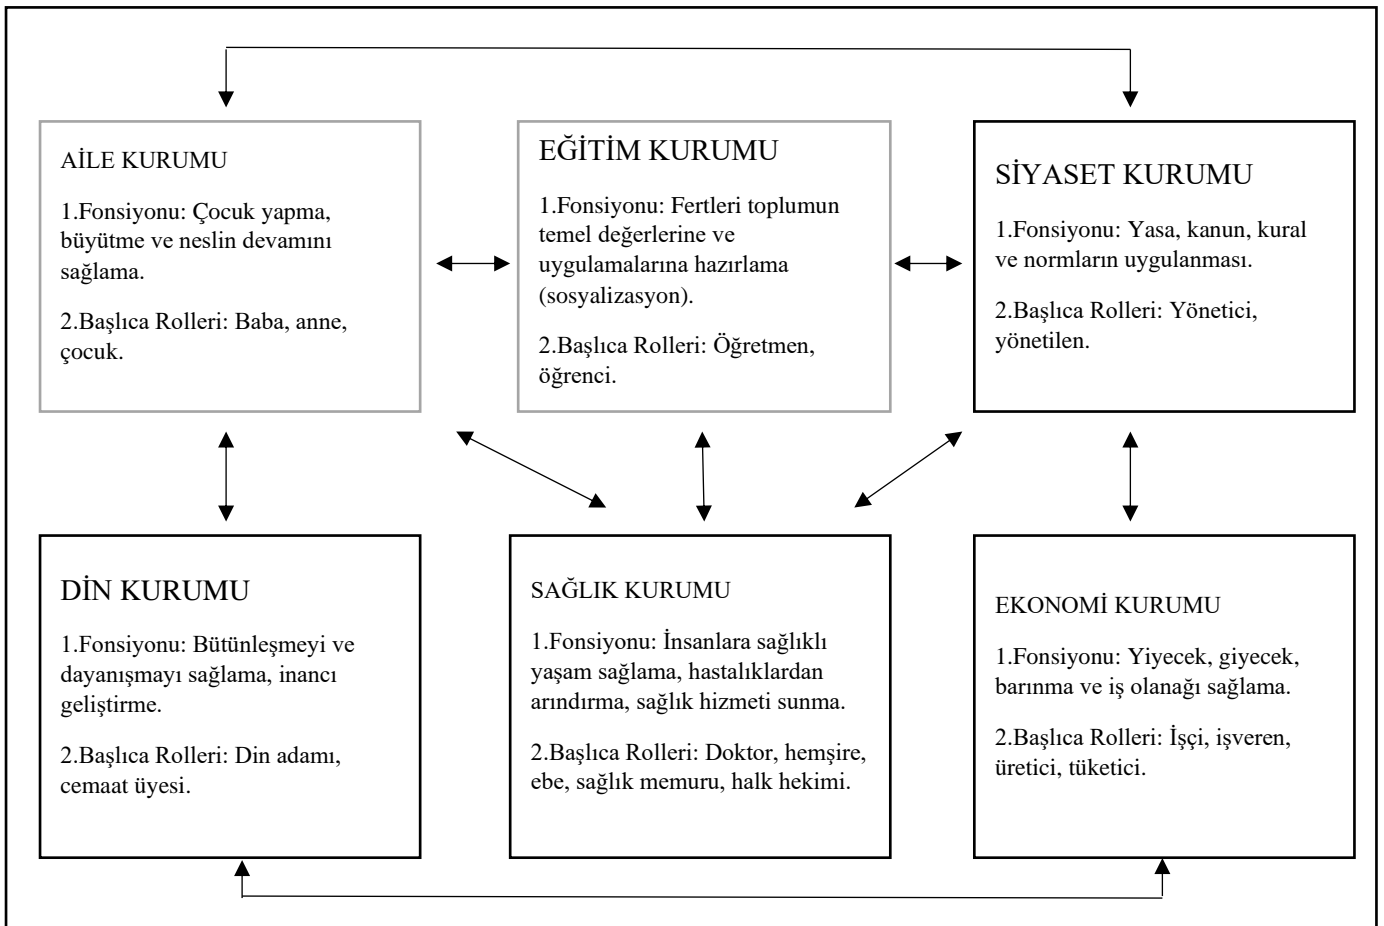 AİLE KURUMU
1.Fonsiyonu: Çocuk yapma,
büyütme ve neslin devamını
sağlama.
2.Başlıca Rolleri: Baba, anne,
çocuk.
EĞİTİM KURUMU
1.Fonsiyonu: Fertleri toplumun
temel değerlerine ve
uygulamalarına hazırlama
(sosyalizasyon).
2.Başlıca Rolleri: Öğretmen,
öğrenci.
SİYASET KURUMU
1.Fonsiyonu: Yasa, kanun, kural
ve normların uygulanması.
2.Başlıca Rolleri: Yönetici,
yönetilen.
DİN KURUMU
1.Fonsiyonu: Bütünleşmeyi ve
dayanışmayı sağlama, inancı
geliştirme.
2.Başlıca Rolleri: Din adamı,
cemaat üyesi.
SAĞLIK KURUMU
1.Fonsiyonu: İnsanlara sağlıklı
yaşam sağlama, hastalıklardan
arındırma, sağlık hizmeti sunma.
2.Başlıca Rolleri: Doktor, hemşire,
ebe, sağlık memuru, halk hekimi.
EKONOMİ KURUMU
1.Fonsiyonu: Yiyecek, giyecek,
barınma ve iş olanağı sağlama.
2.Başlıca Rolleri: İşçi, işveren,
üretici, tüketici.